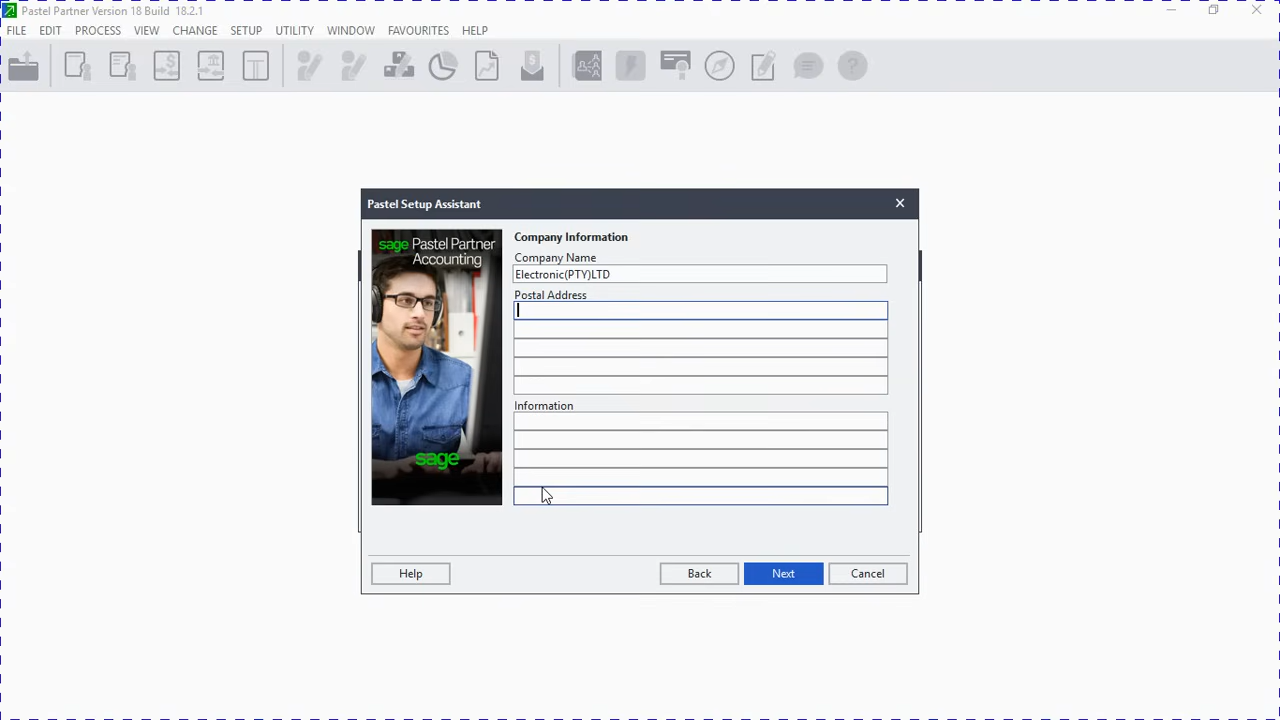 Pastel Partner Version 18 Build 18.2.1
FILE EDIT PROCESS VIEW CHANGE SETUP UTILITY WINDOW FAVOURITES HELP
Pastel Setup Assistant
sage Pastel Partner
Accounting
sage
Company Information
Company Name
Electronic(PTY)LTD
Postal Address
Information
Help Back Next Cancel